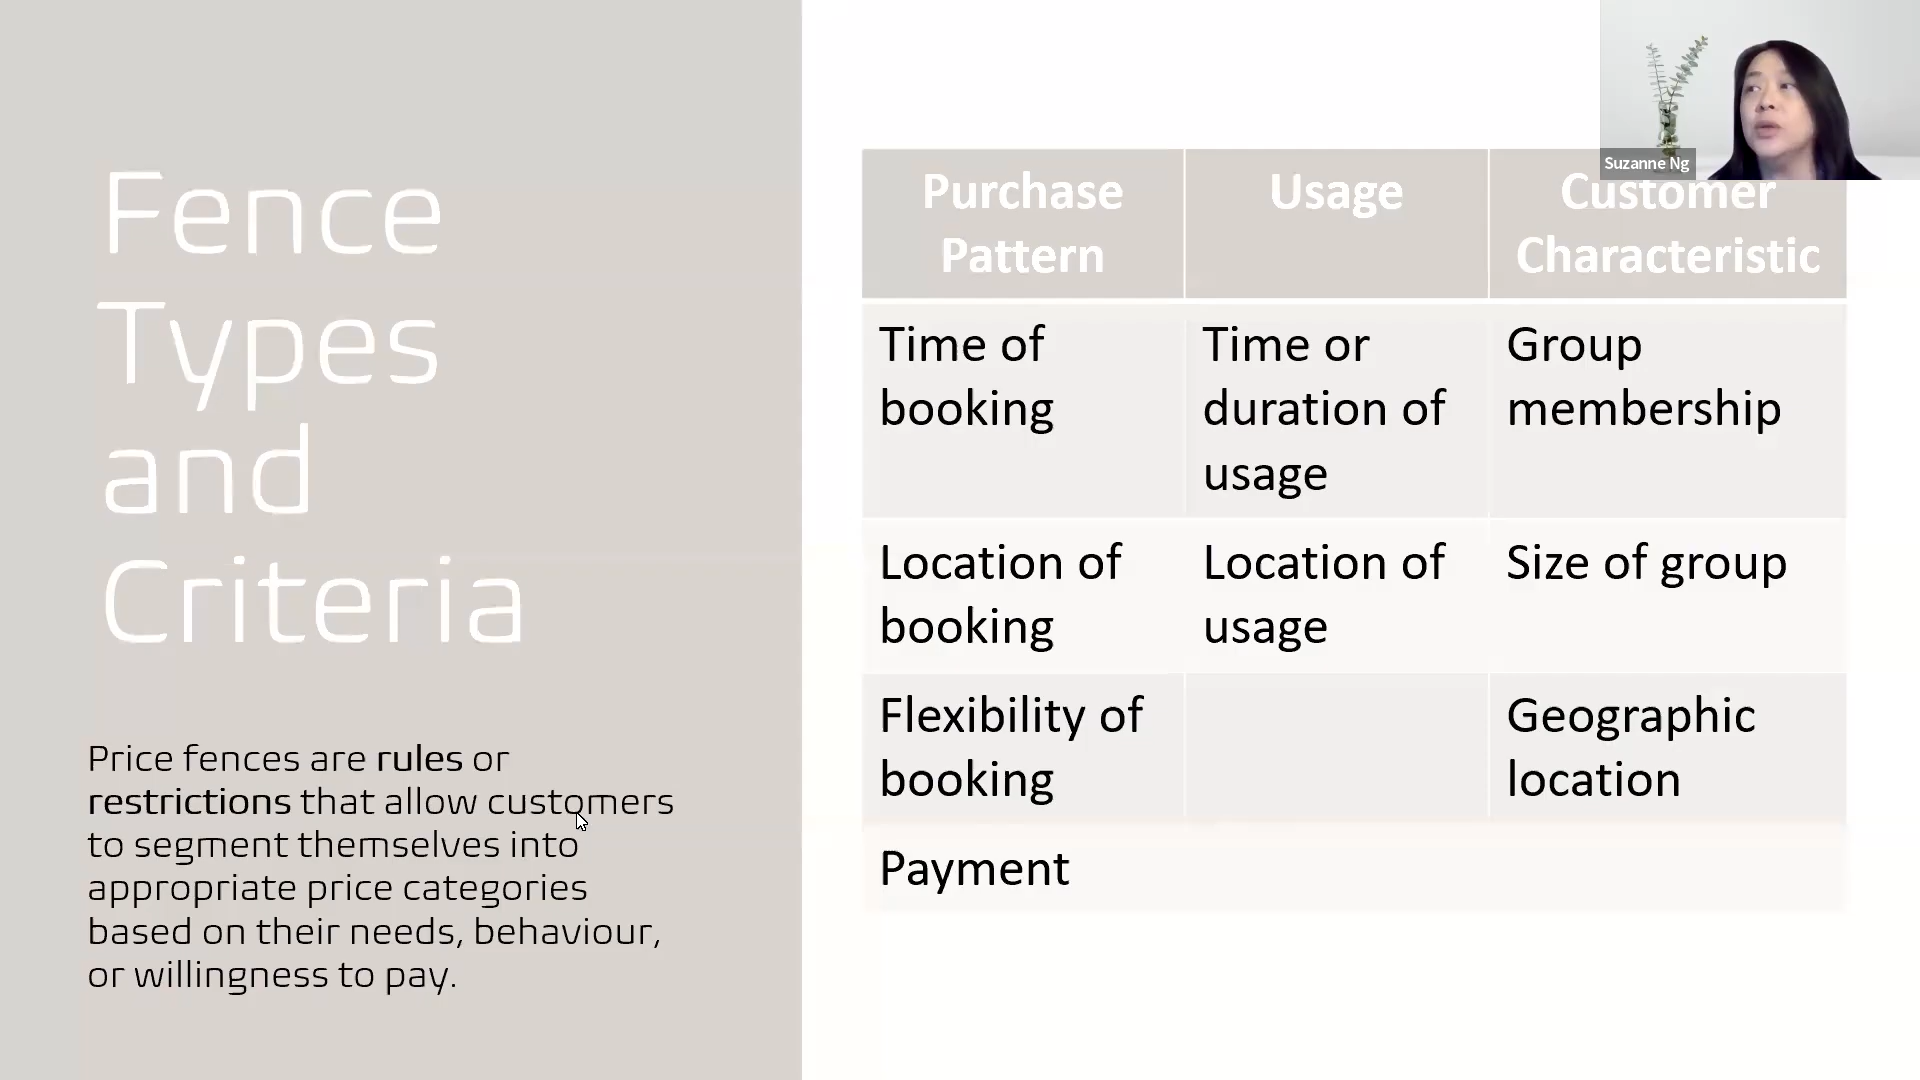 Fence
Types
and
Criteria
Price fences are rules or
restrictions that allow customers
to segment themselves into
appropriate price categories
based on their needs, behaviour,
or willingness to pay.
Suzanne Ng
Purchase
Pattern
Usage
Customer
Characteristic
Time of
booking
Time or
duration of
usage
Group
membership
Location of
booking
Location of
usage
Size of group
Flexibility of
booking
Geographic
location
Payment